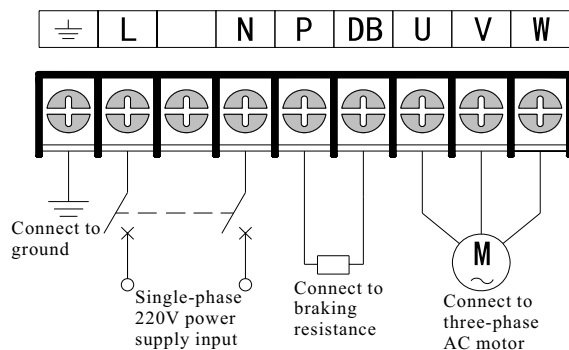 L N P DB U V W
Connect to
ground
Single-phase
220V power
supply input
Connect to
braking
resistance
M
Connect to
three-phase
AC motor